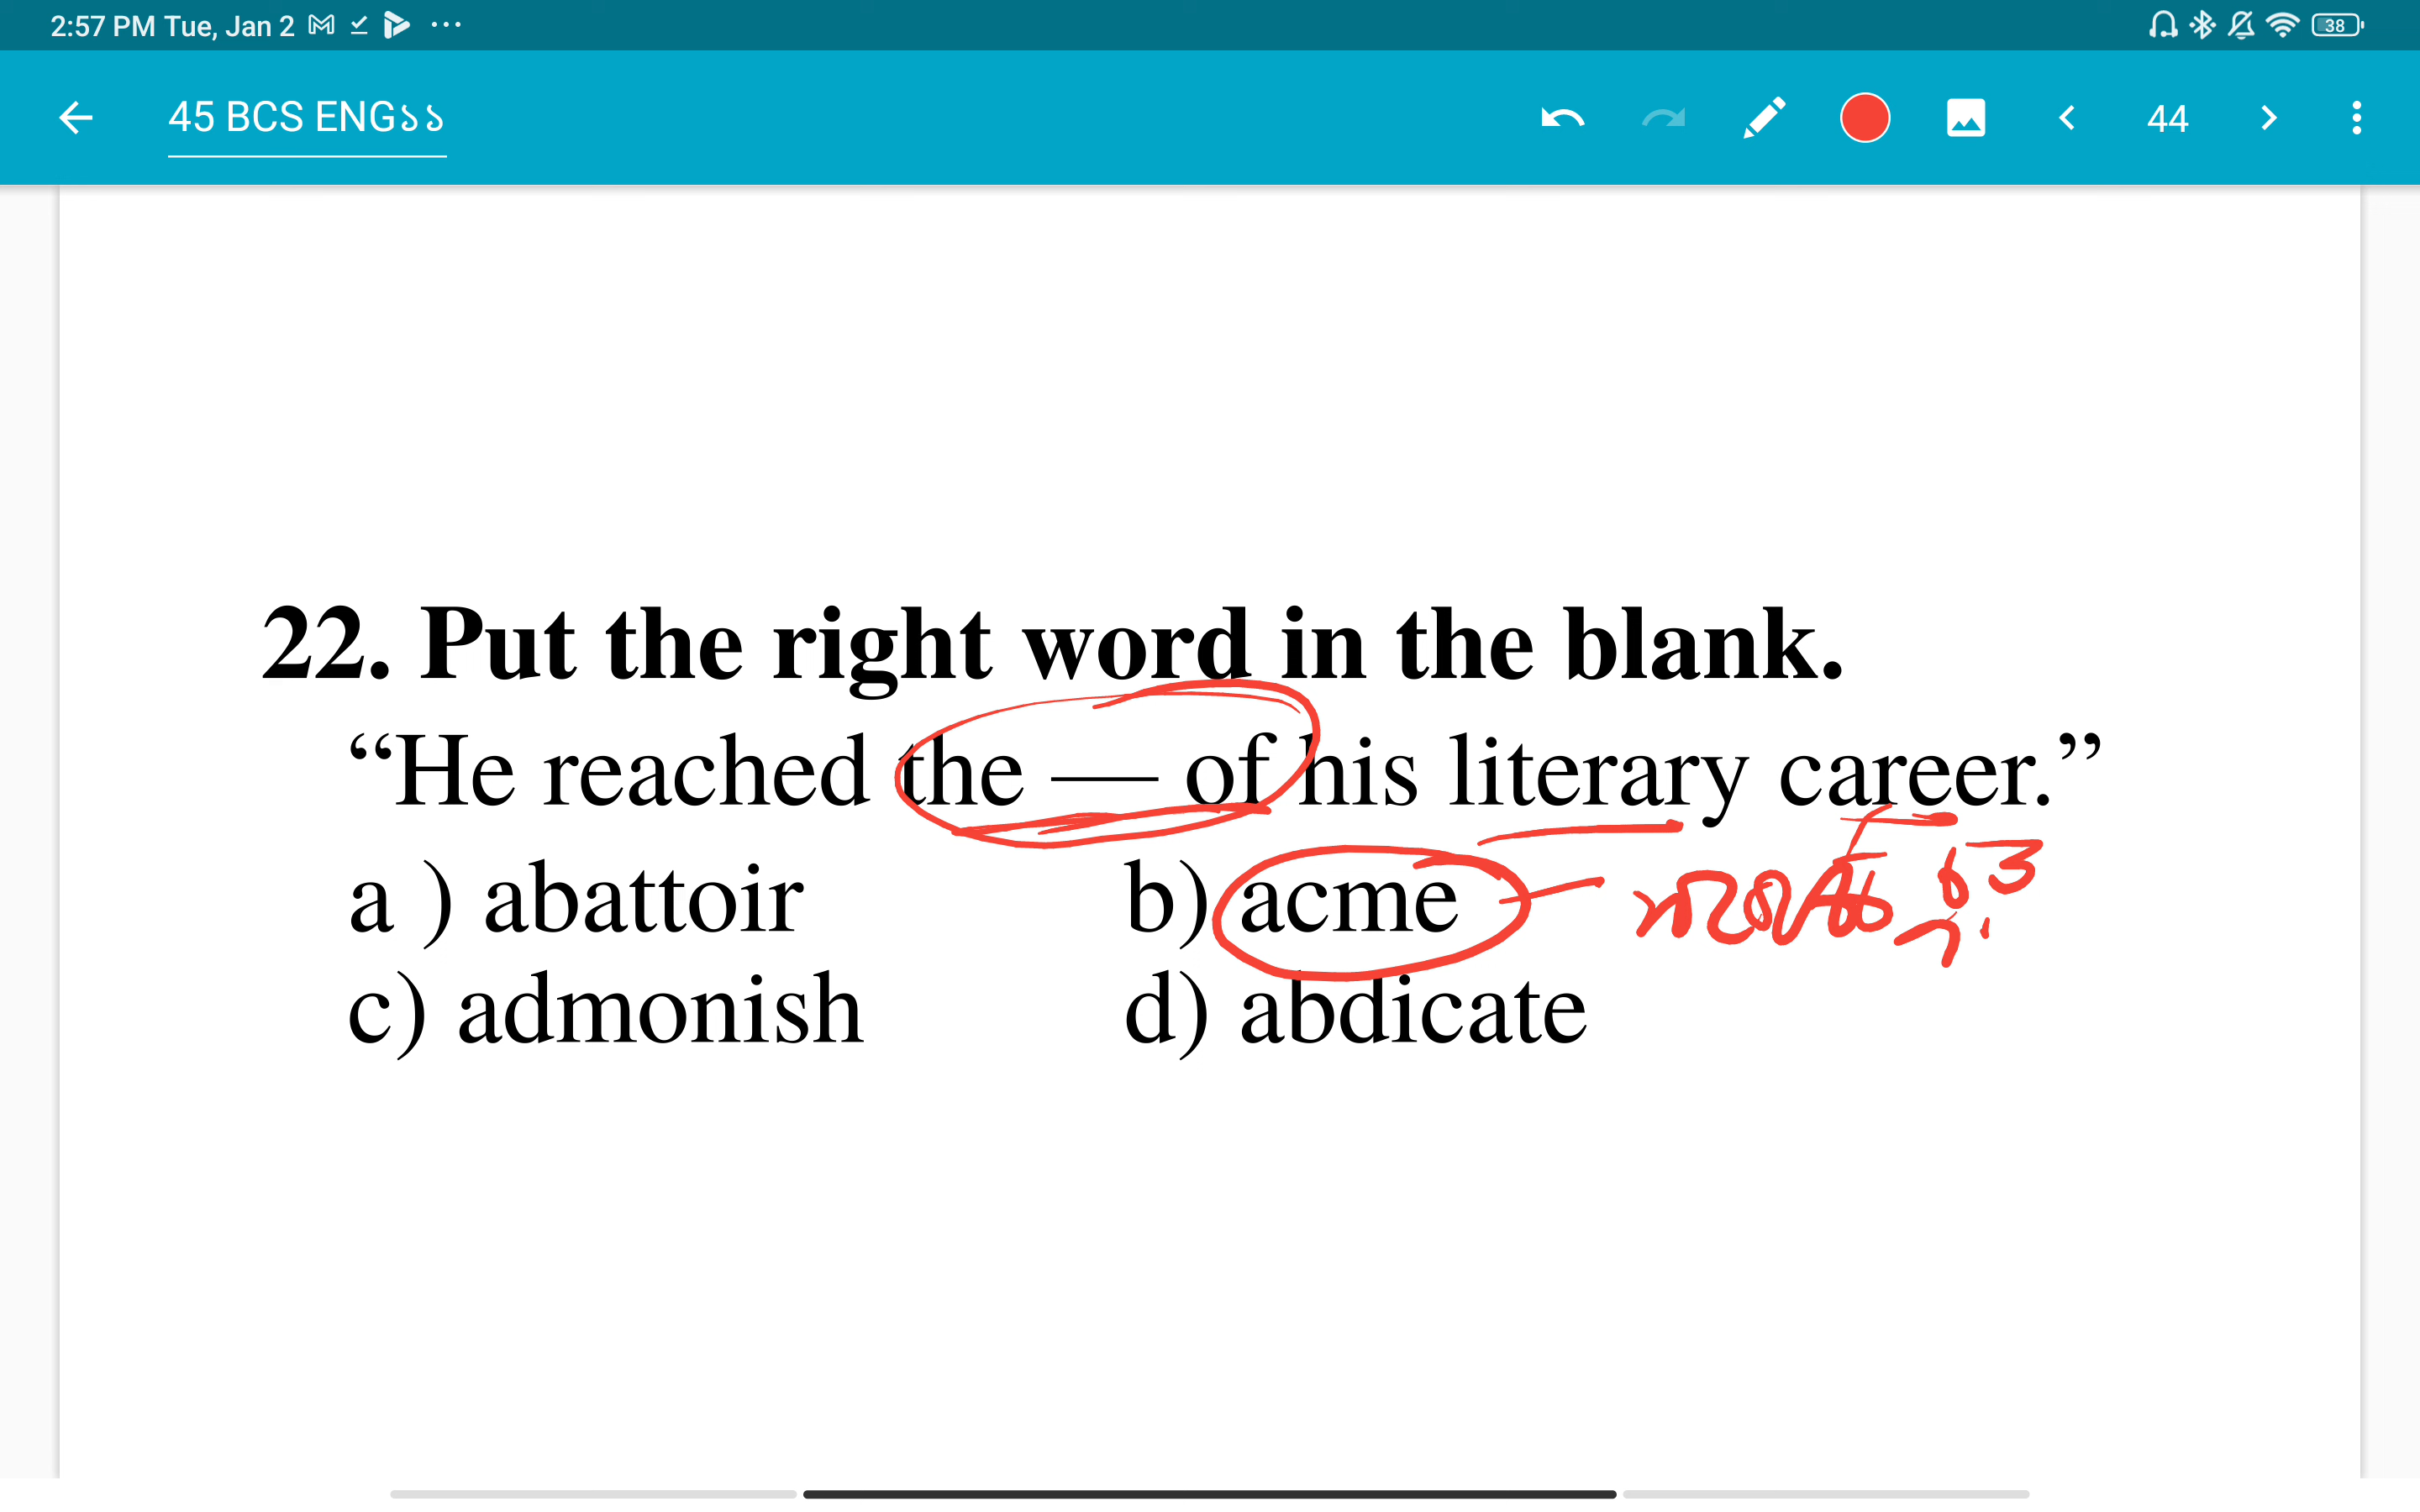 2:57 PM Tue, Jan 2
38
45 BCS ENG১১
44
22. Put the right word in the blank.
“He reached the — of his literary career.”
a ) abattoir b) acme
c) admonish d) abdicate